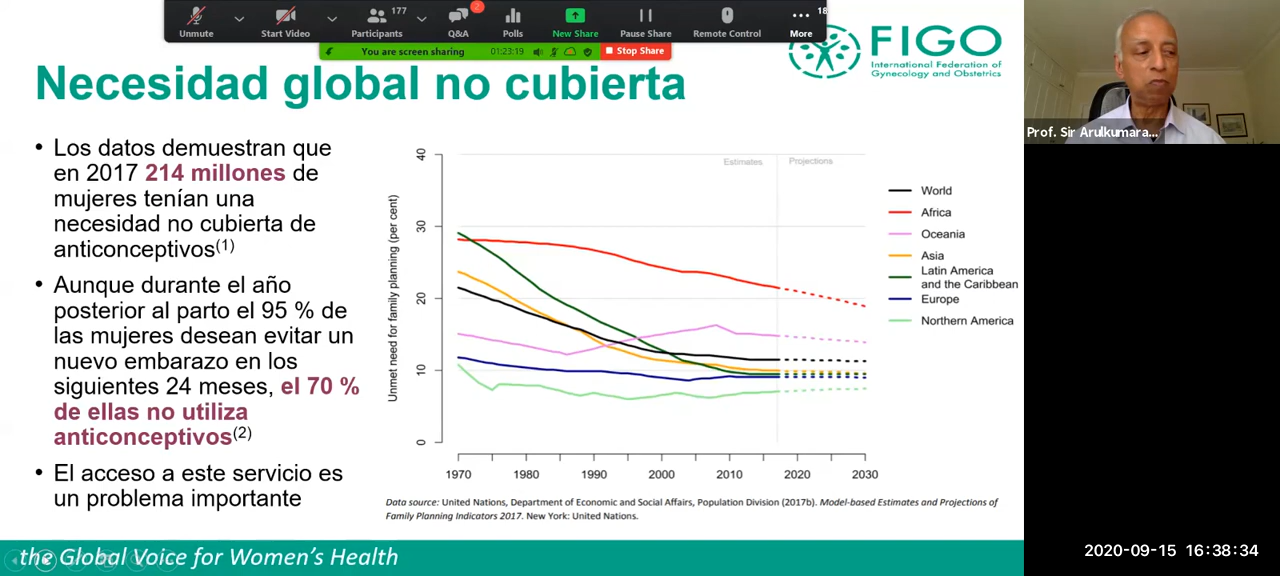 Unmute
Start Video
177
Participants
2
Q&A
Polls
New Share
Pause Share
Remote Control
More
18
You are screen sharing
01:23:19
Stop Share
FIGO
International Federation of
Gynecology and Obstetrics
Necesidad global no cubierta
• Los datos demuestran que
en 2017 214 millones de
mujeres tenían una
necesidad no cubierta de
anticonceptivos(1)
• Aunque durante el año
posterior al parto el 95 % de
las mujeres desean evitar un
nuevo embarazo en los
siguientes 24 meses, el 70 %
de ellas no utiliza
anticonceptivos(2)
• El acceso a este servicio es
un problema importante
Unmet need for family planning (per cent)
40
30
20
10
0
Estimates
Projections
1970 1980 1990 2000 2010 2020 2030
World
Africa
Oceania
Asia
Latin America
and the Caribbean
Europe
Northern America
Data source: United Nations, Department of Economic and Social Affairs, Population Division (2017b). Model-based Estimates and Projections of
Family Planning Indicators 2017. New York: United Nations.
the Global Voice for Women's Health
Prof. Sir Arulkumara...
2020-09-15 16:38:34